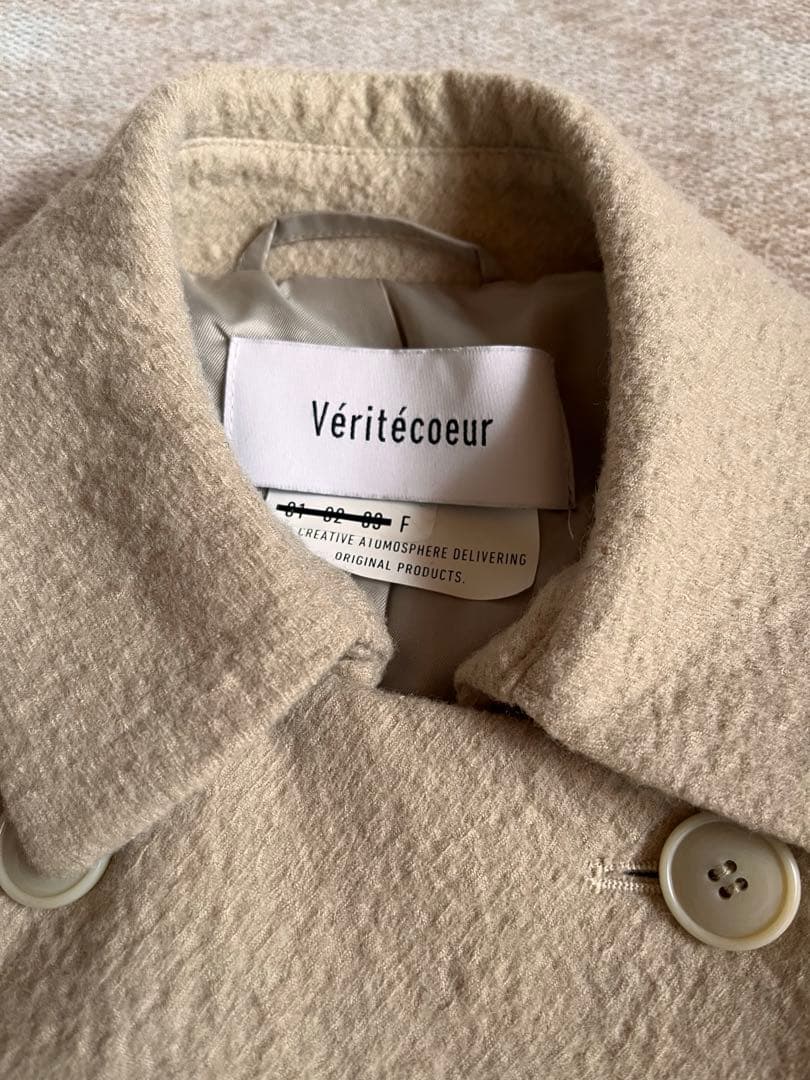 Véritécoeur
01 02 03 F
CREATIVE ATUMOSPHERE DELIVERING
ORIGINAL PRODUCTS.